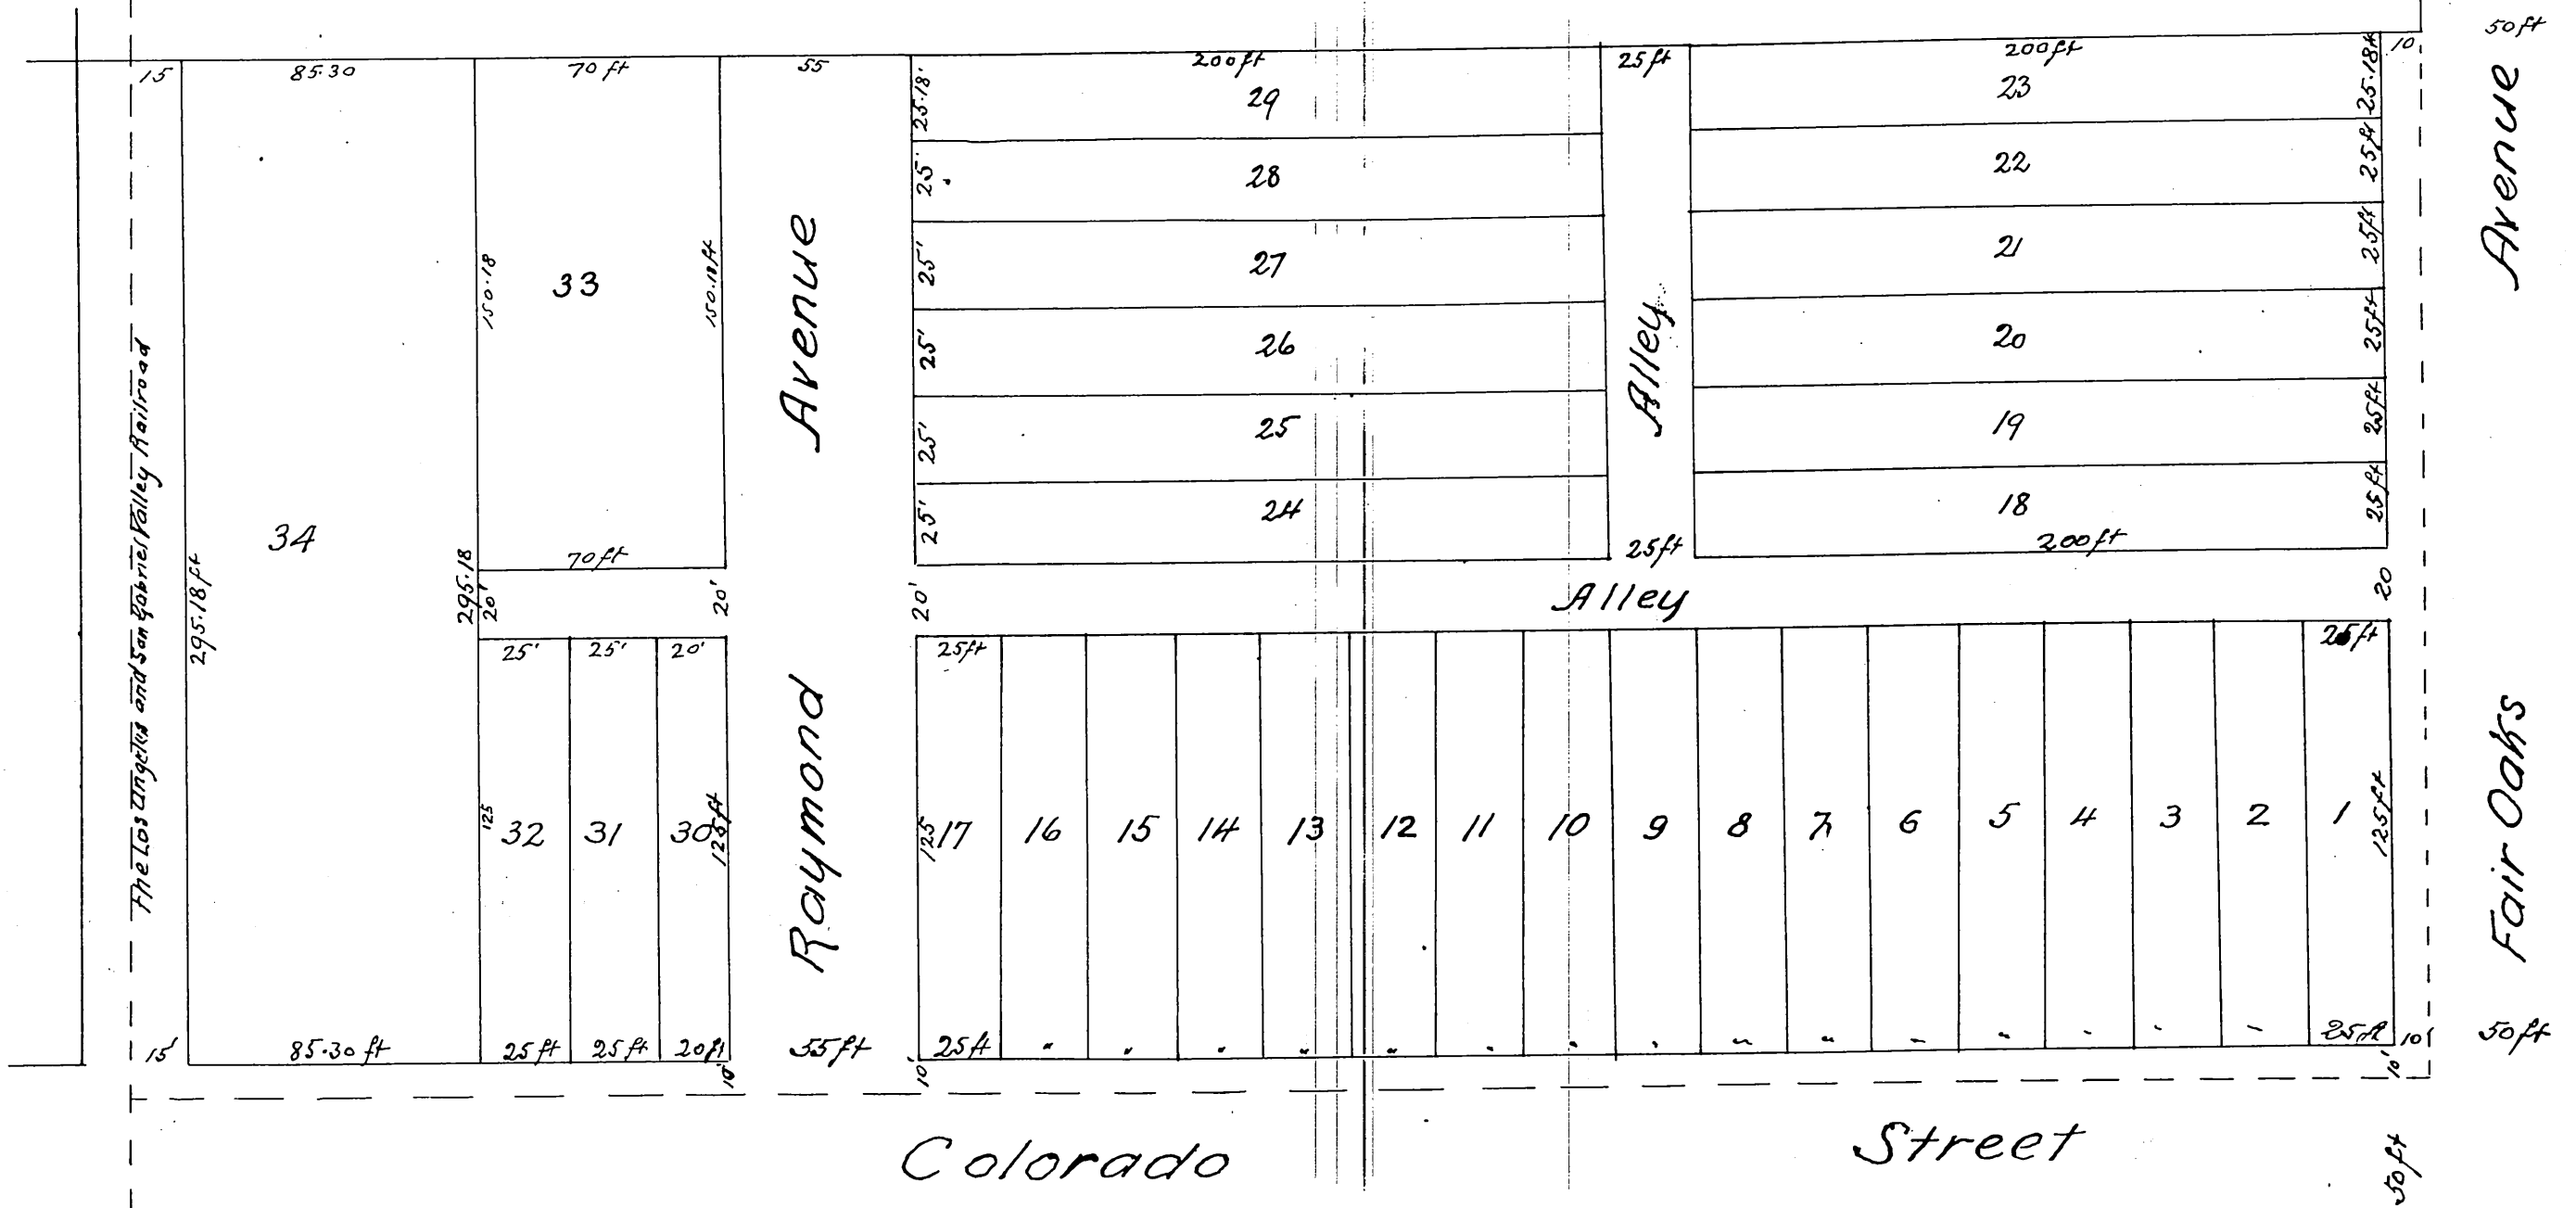 50ft
15 85.30 70 ft 55 200ft 25ft 200ft 10
25.18' 29 23 25.18ft
25' 28 22 25ft
25' 27 21 25ft
150.18 33 150.18ft
25' 26 20 25ft
25' 25 19 25ft
25' 24 18 25ft
Avenue
Alley
Avenue
The Los Angeles and San Gabriel Valley Railroad
34
295.18ft
295.18
70ft 25ft 200ft
20' 20' 20' Alley 20
25' 25' 20' 25ft 25ft
125 32 31 30 125ft
Raymond
125 17 16 15 14 13 12 11 10 9 8 7 6 5 4 3 2 1 125ft
Fair Oaks
15' 85.30 ft 25 ft 25 ft 20ft 55ft 25ft " " " " " " " " " " " " " " " 25ft 10' 50ft
10' 10' 10'
Colorado Street
50ft